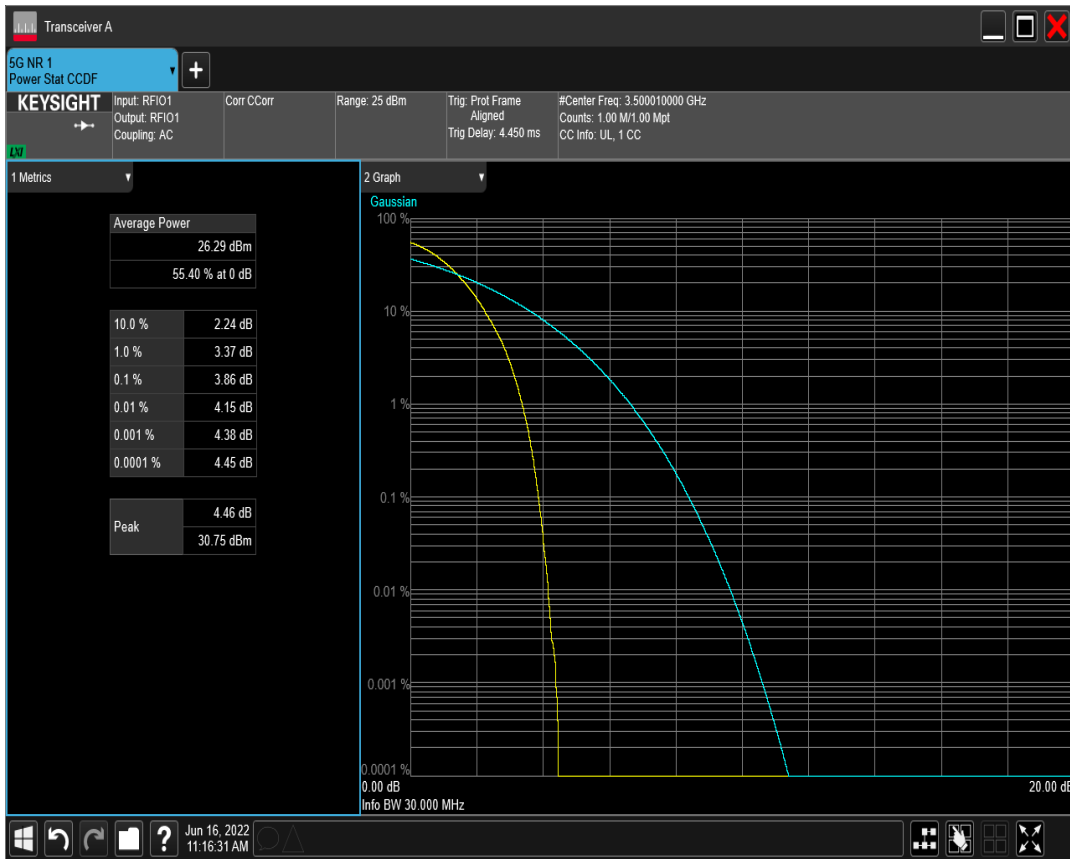 Transceiver A
5G NR 1
Power Stat CCDF
+
KEYSIGHT
LXI
Input: RFIO1
Output: RFIO1
Coupling: AC
Corr CCorr
Range: 25 dBm
Trig: Prot Frame
Aligned
Trig Delay: 4.450 ms
#Center Freq: 3.500010000 GHz
Counts: 1.00 M/1.00 Mpt
CC Info: UL, 1 CC
1 Metrics
Average Power
26.29 dBm
55.40 % at 0 dB
10.0 % 2.24 dB
1.0 % 3.37 dB
0.1 % 3.86 dB
0.01 % 4.15 dB
0.001 % 4.38 dB
0.0001 % 4.45 dB
Peak
4.46 dB
30.75 dBm
2 Graph
Gaussian
100 %
10 %
1 %
0.1 %
0.01 %
0.001 %
0.0001 %
0.00 dB 20.00 dB
Info BW 30.000 MHz
?
Jun 16, 2022
11:16:31 AM